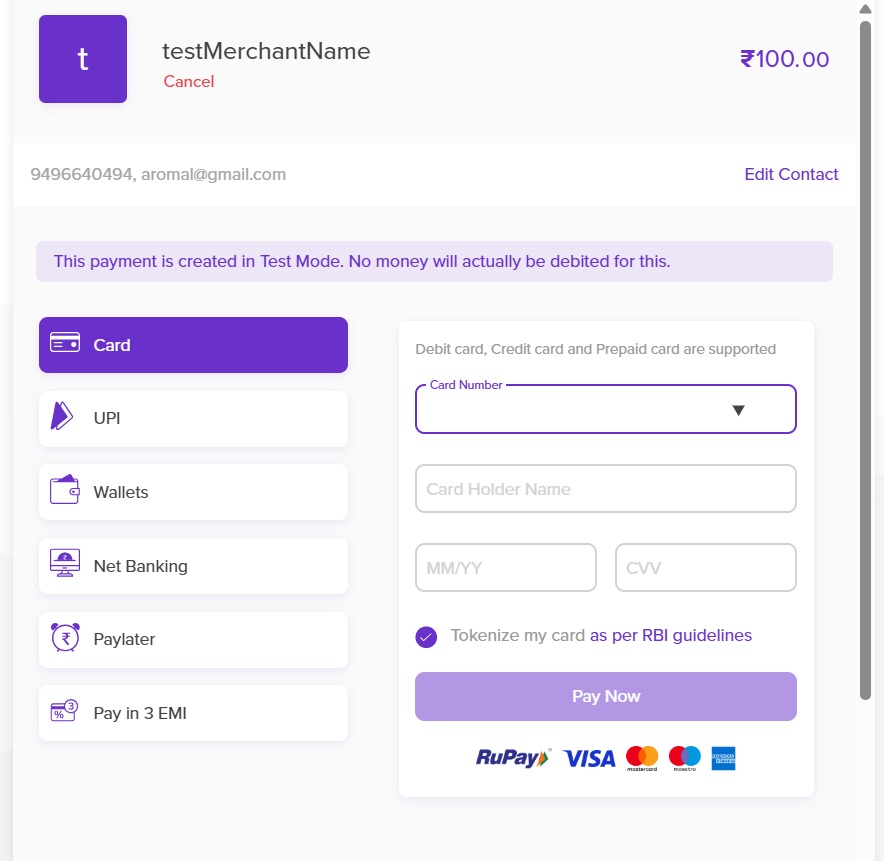 t
testMerchantName
Cancel
₹100.00
9496640494, aromal@gmail.com
Edit Contact
This payment is created in Test Mode. No money will actually be debited for this.
Card
UPI
Wallets
Net Banking
Paylater
Pay in 3 EMI
Debit card, Credit card and Prepaid card are supported
Card Number
Card Holder Name
MM/YY
CVV
Tokenize my card as per RBI guidelines
Pay Now
RuPay VISA mastercard maestro AMERICAN EXPRESS